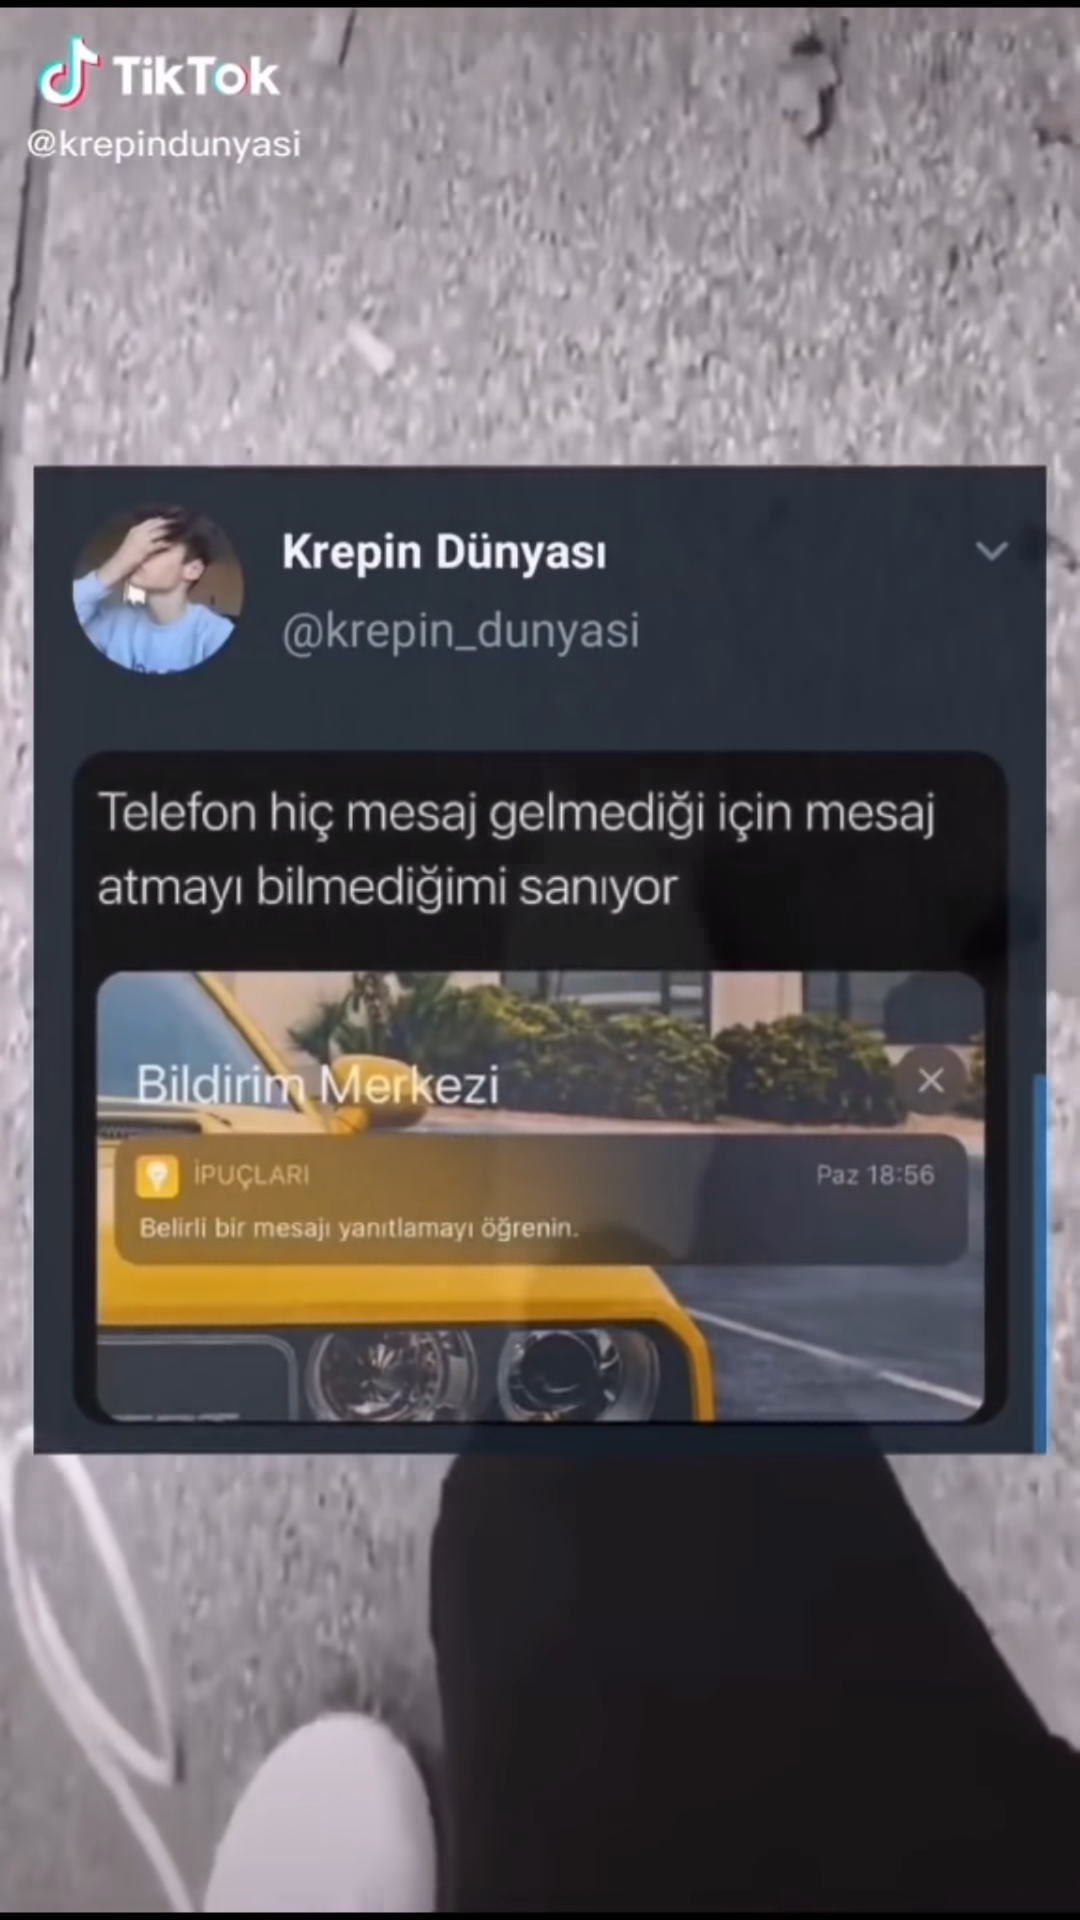 TikTok
@krepindunyasi
Krepin Dünyası
@krepin_dunyasi
Telefon hiç mesaj gelmediği için mesaj
atmayı bilmediğimi sanıyor
Bildirim Merkezi
İPUÇLARI
Paz 18:56
Belirli bir mesajı yanıtlamayı öğrenin.